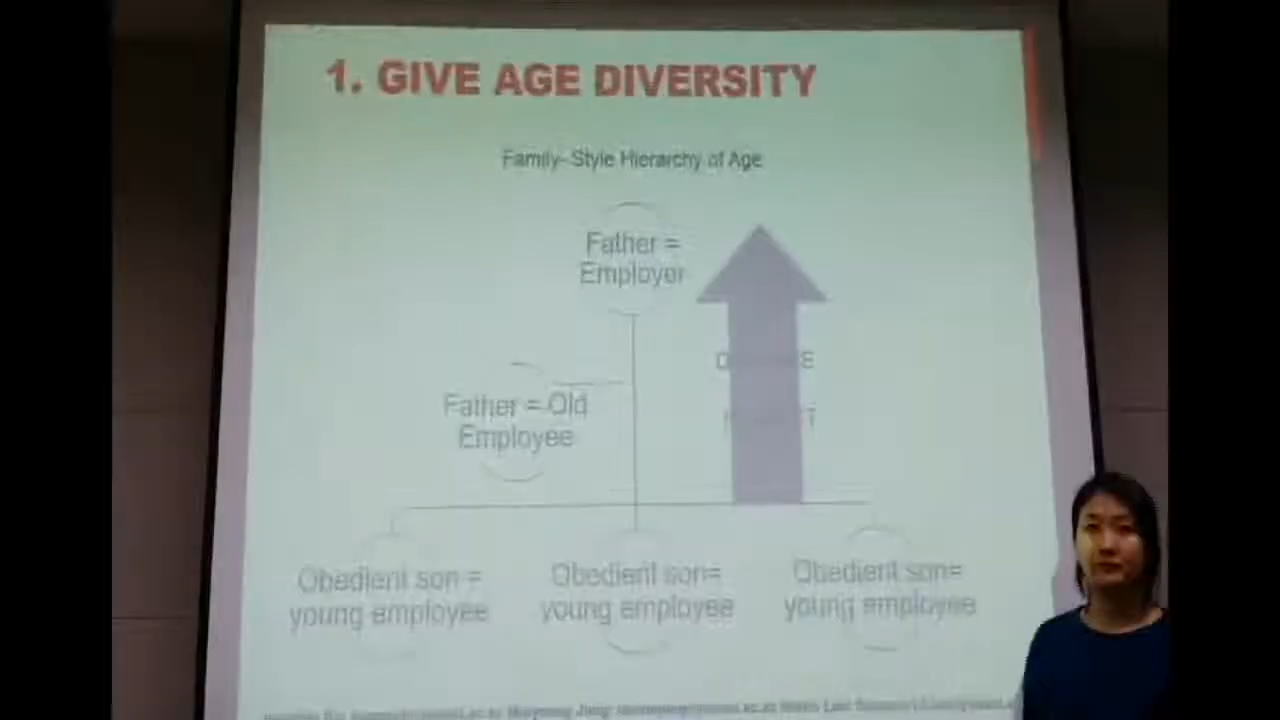 1. GIVE AGE DIVERSITY
Family- Style Hierarchy of Age
Father =
Employer
Father = Old
Employee
Obedient son =
young employee
Obedient son=
young employee
Obedient son=
young employee